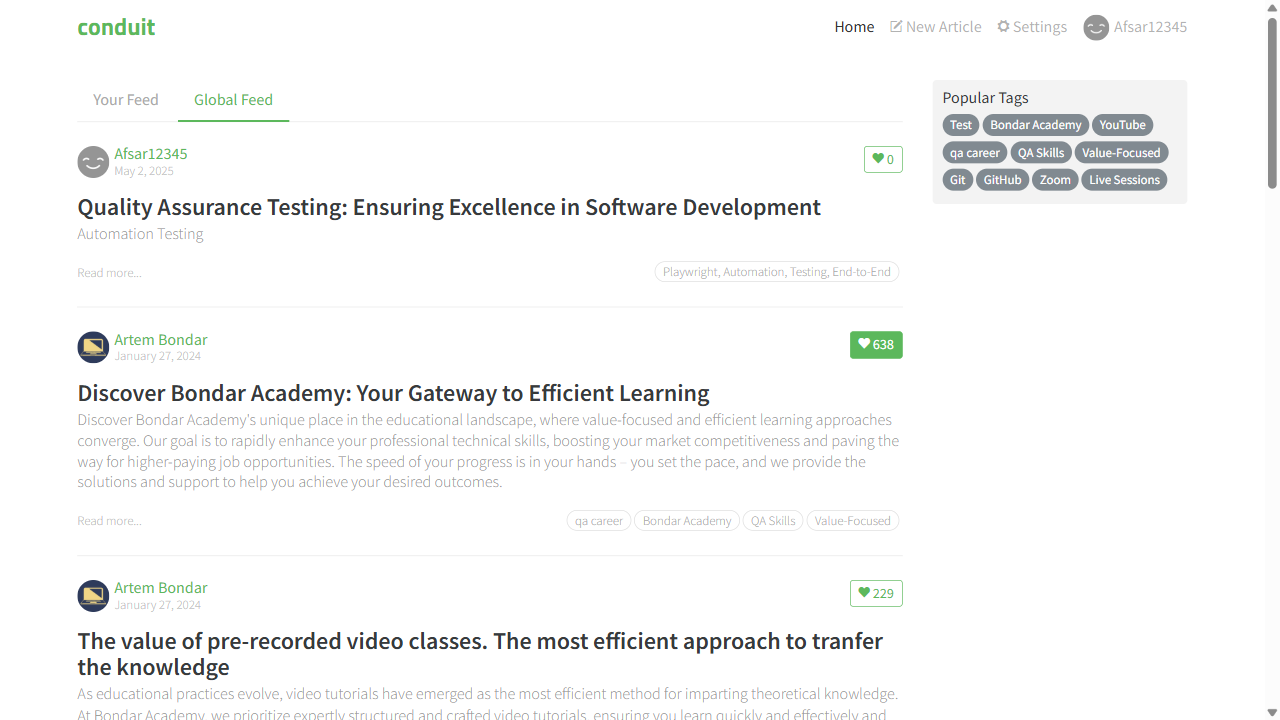 conduit
Home New Article Settings Afsar12345
Your Feed Global Feed
Popular Tags
Test Bondar Academy YouTube
qa career QA Skills Value-Focused
Git GitHub Zoom Live Sessions
Afsar12345
May 2, 2025
0
Quality Assurance Testing: Ensuring Excellence in Software Development
Automation Testing
Read more...
Playwright, Automation, Testing, End-to-End
Artem Bondar
January 27, 2024
638
Discover Bondar Academy: Your Gateway to Efficient Learning
Discover Bondar Academy's unique place in the educational landscape, where value-focused and efficient learning approaches
converge. Our goal is to rapidly enhance your professional technical skills, boosting your market competitiveness and paving the
way for higher-paying job opportunities. The speed of your progress is in your hands – you set the pace, and we provide the
solutions and support to help you achieve your desired outcomes.
Read more...
qa career Bondar Academy QA Skills Value-Focused
Artem Bondar
January 27, 2024
229
The value of pre-recorded video classes. The most efficient approach to tranfer
the knowledge
As educational practices evolve, video tutorials have emerged as the most efficient method for imparting theoretical knowledge.
At Bondar Academy, we prioritize expertly structured and crafted video tutorials, ensuring you learn quickly and effectively and